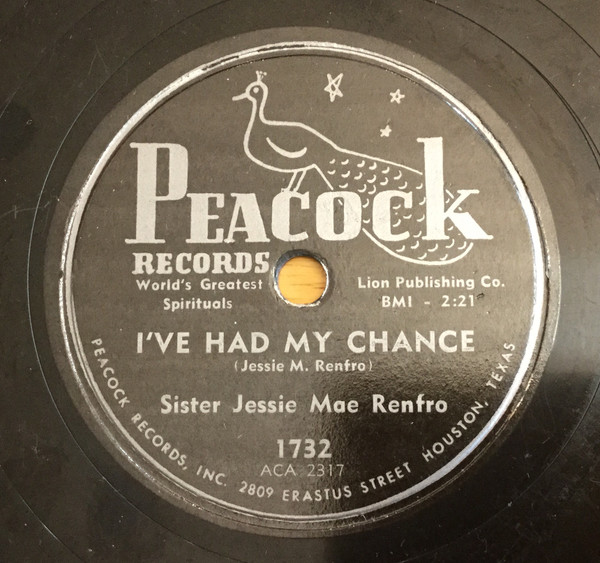 PEACOCK
RECORDS
World's Greatest
Spirituals
Lion Publishing Co.
BMI - 2:21
I'VE HAD MY CHANCE
(Jessie M. Renfro)
Sister Jessie Mae Renfro
1732
ACA 2317
PEACOCK RECORDS, INC. 2809 ERASTUS STREET HOUSTON, TEXAS